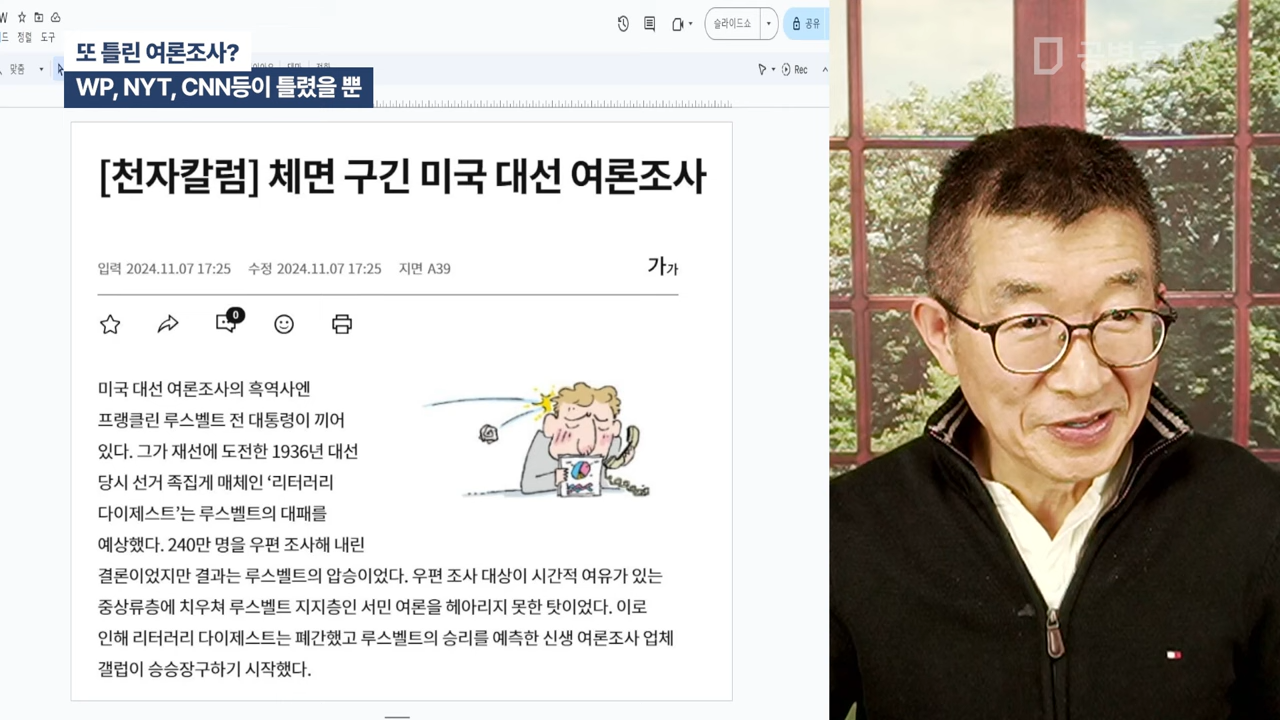 W
정렬 도구
슬라이드쇼
공유
또 틀린 여론조사?
WP, NYT, CNN등이 틀렸을 뿐
맞춤
Rec
[천자칼럼] 체면 구긴 미국 대선 여론조사
입력 2024.11.07 17:25 수정 2024.11.07 17:25 지면 A39
가가
0
미국 대선 여론조사의 흑역사엔
프랭클린 루스벨트 전 대통령이 끼어
있다. 그가 재선에 도전한 1936년 대선
당시 선거 족집게 매체인 ‘리터러리
다이제스트’는 루스벨트의 대패를
예상했다. 240만 명을 우편 조사해 내린
결론이었지만 결과는 루스벨트의 압승이었다. 우편 조사 대상이 시간적 여유가 있는
중상류층에 치우쳐 루스벨트 지지층인 서민 여론을 헤아리지 못한 탓이었다. 이로
인해 리터러리 다이제스트는 폐간했고 루스벨트의 승리를 예측한 신생 여론조사 업체
갤럽이 승승장구하기 시작했다.